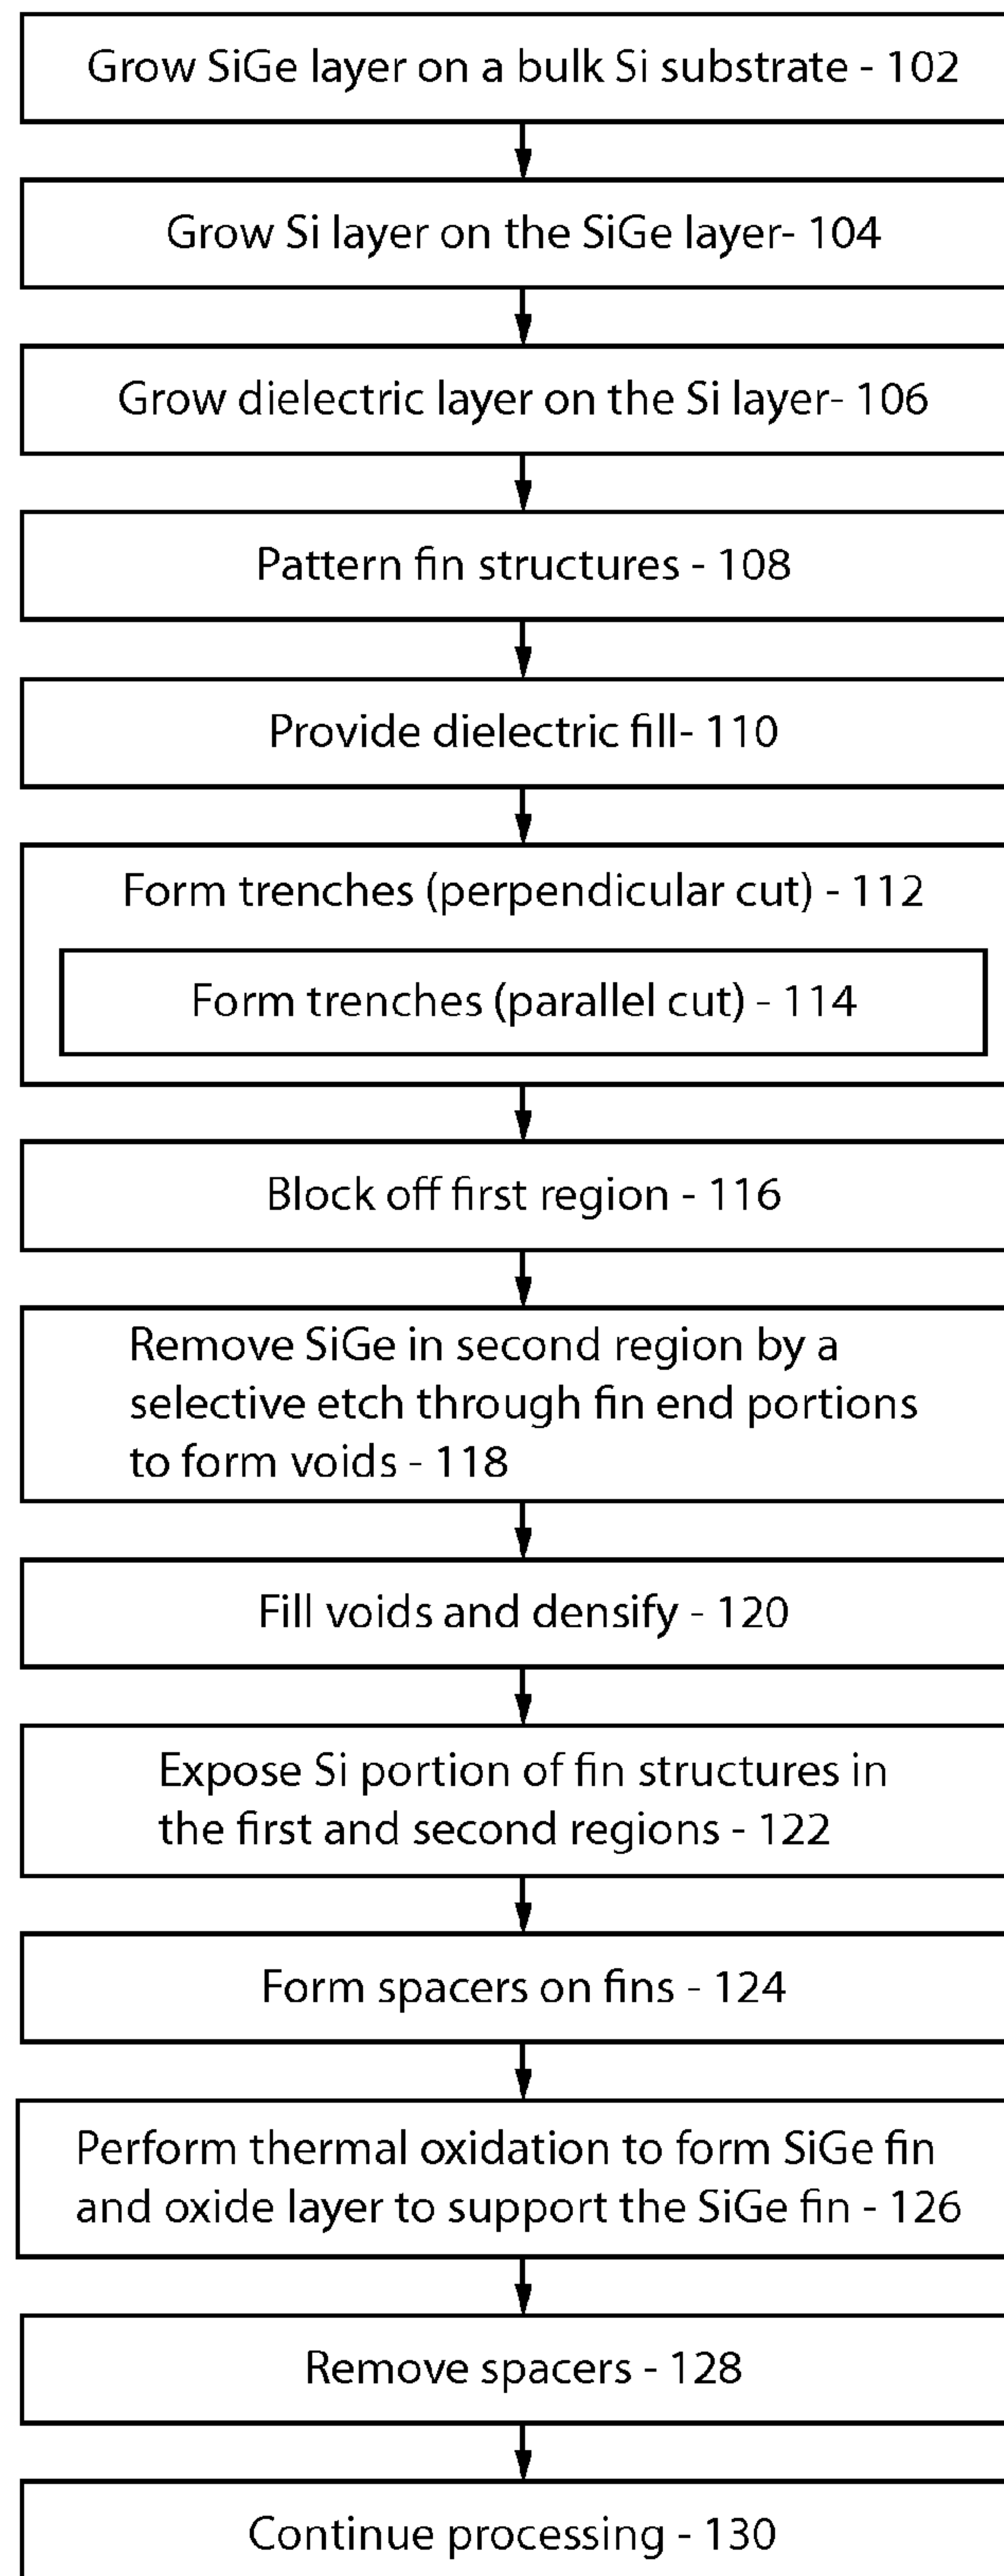 Grow SiGe layer on a bulk Si substrate - 102
Grow Si layer on the SiGe layer- 104
Grow dielectric layer on the Si layer- 106
Pattern fin structures - 108
Provide dielectric fill- 110
Form trenches (perpendicular cut) - 112
Form trenches (parallel cut) - 114
Block off first region - 116
Remove SiGe in second region by a
selective etch through fin end portions
to form voids - 118
Fill voids and densify - 120
Expose Si portion of fin structures in
the first and second regions - 122
Form spacers on fins - 124
Perform thermal oxidation to form SiGe fin
and oxide layer to support the SiGe fin - 126
Remove spacers - 128
Continue processing - 130